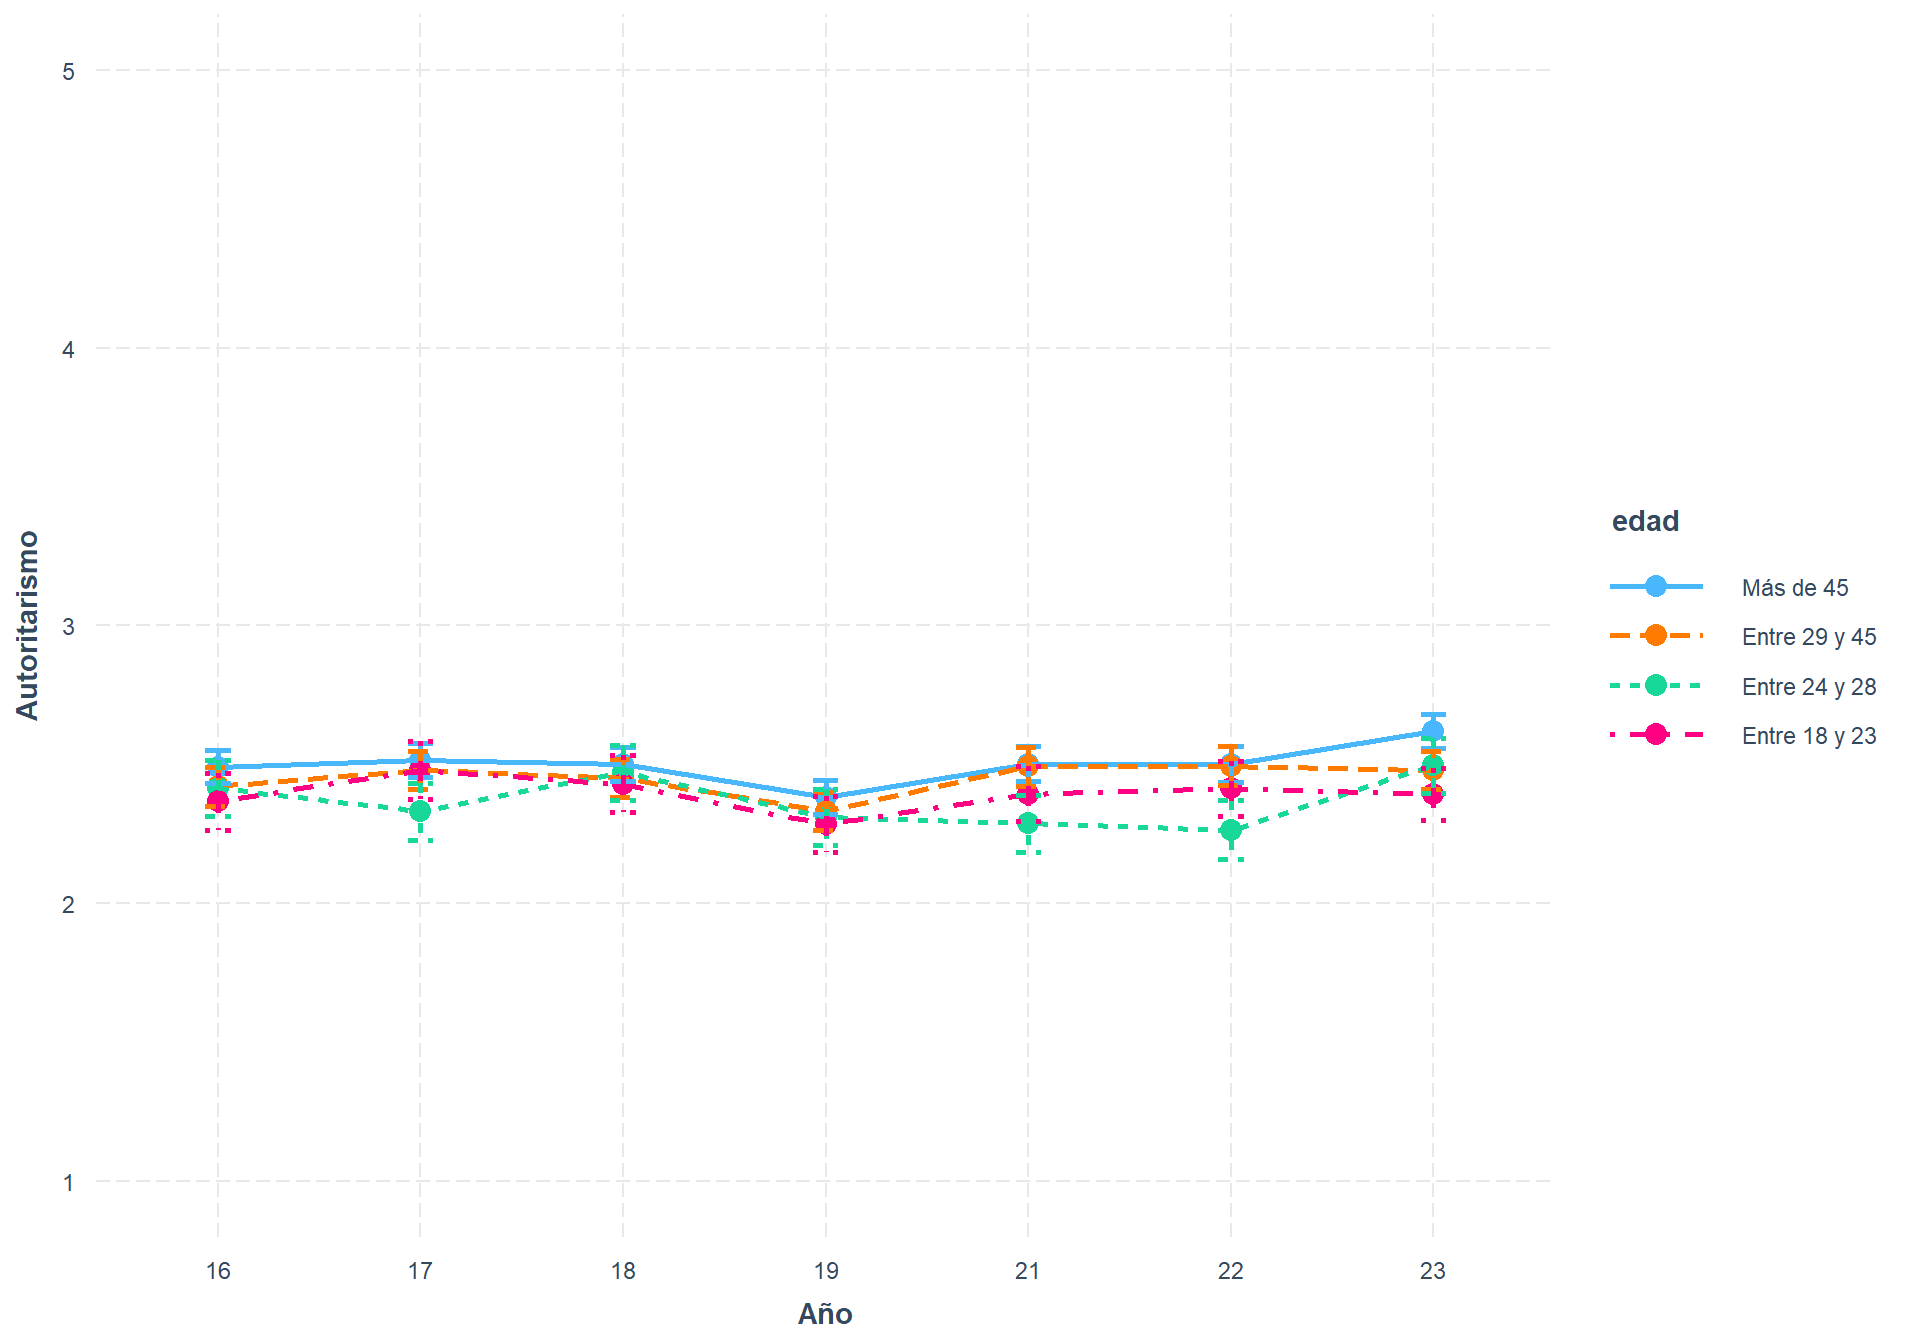 5
4
3
2
1
Autoritarismo
16 17 18 19 21 22 23
Año
edad
Más de 45
Entre 29 y 45
Entre 24 y 28
Entre 18 y 23